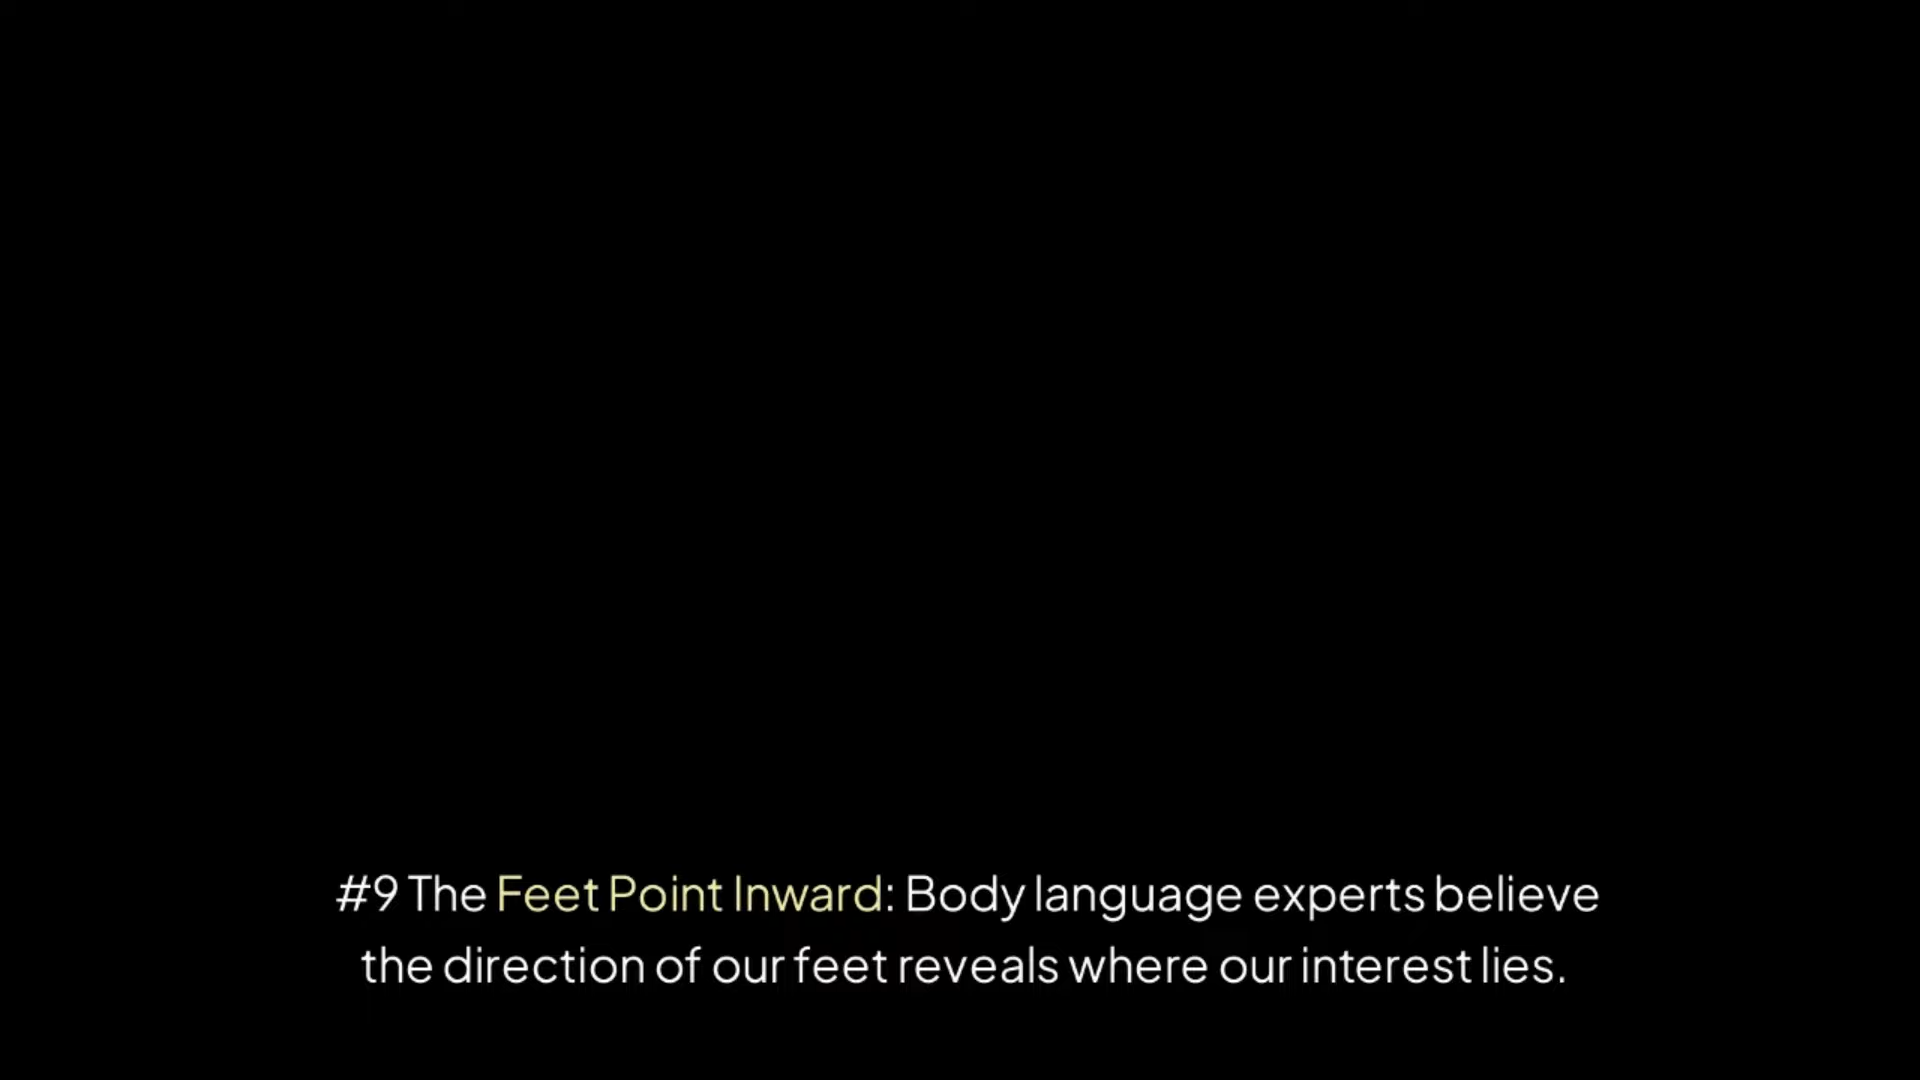 #9 The Feet Point Inward: Body language experts believe
the direction of our feet reveals where our interest lies.